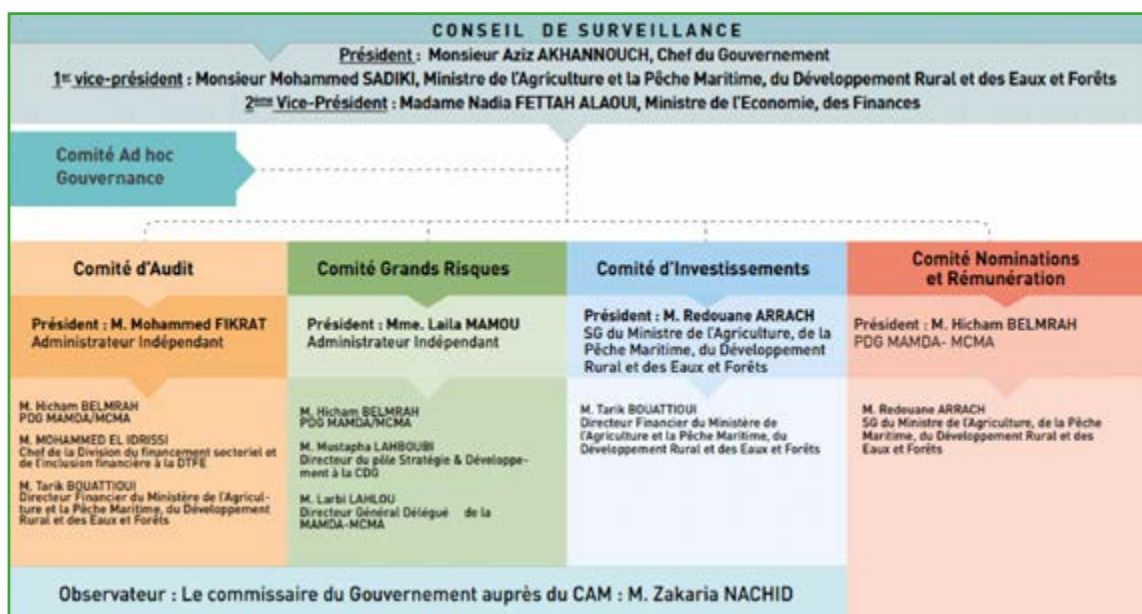 CONSEIL DE SURVEILLANCE
Président : Monsieur Aziz AKHANNOUCH, Chef du Gouvernement
1er vice-président : Monsieur Mohammed SADIKI, Ministre de l'Agriculture et la Pêche Maritime, du Développement Rural et des Eaux et Forêts
2ème Vice-Président : Madame Nadia FETTAH ALAOUI, Ministre de l'Economie, des Finances
Comité Ad hoc
Gouvernance
Comité d'Audit
Président : M. Mohammed FIKRAT
Administrateur Indépendant
M. Hicham BELMRAH
PDG MAMDA/MCMA
M. MOHAMMED EL IDRISSI
Chef de la Division du financement sectoriel et
de l'inclusion financière à la DTFE
M. Tarik BOUATTIOUI
Directeur Financier du Ministère de l'Agricul-
ture et la Pêche Maritime, du Développement
Rural et des Eaux et Forêts
Comité Grands Risques
Président : Mme. Laila MAMOU
Administrateur Indépendant
M. Hicham BELMRAH
PDG MAMDA/MCMA
M. Mustapha LAHBOUBI
Directeur du pôle Stratégie & Développe-
ment à la CDG
M. Larbi LAHLOU
Directeur Général Délégué de la
MAMDA-MCMA
Comité d'Investissements
Président : M. Redouane ARRACH
SG du Ministre de l'Agriculture, de la
Pêche Maritime, du Développement
Rural et des Eaux et Forêts
M. Tarik BOUATTIOUI
Directeur Financier du Ministère de
l'Agriculture et la Pêche Maritime, du
Développement Rural et des Eaux et Forêts
Comité Nominations
et Rémunération
Président : M. Hicham BELMRAH
PDG MAMDA- MCMA
M. Redouane ARRACH
SG du Ministre de l'Agriculture, de la Pêche
Maritime, du Développement Rural et des
Eaux et Forêts
Observateur : Le commissaire du Gouvernement auprès du CAM : M. Zakaria NACHID